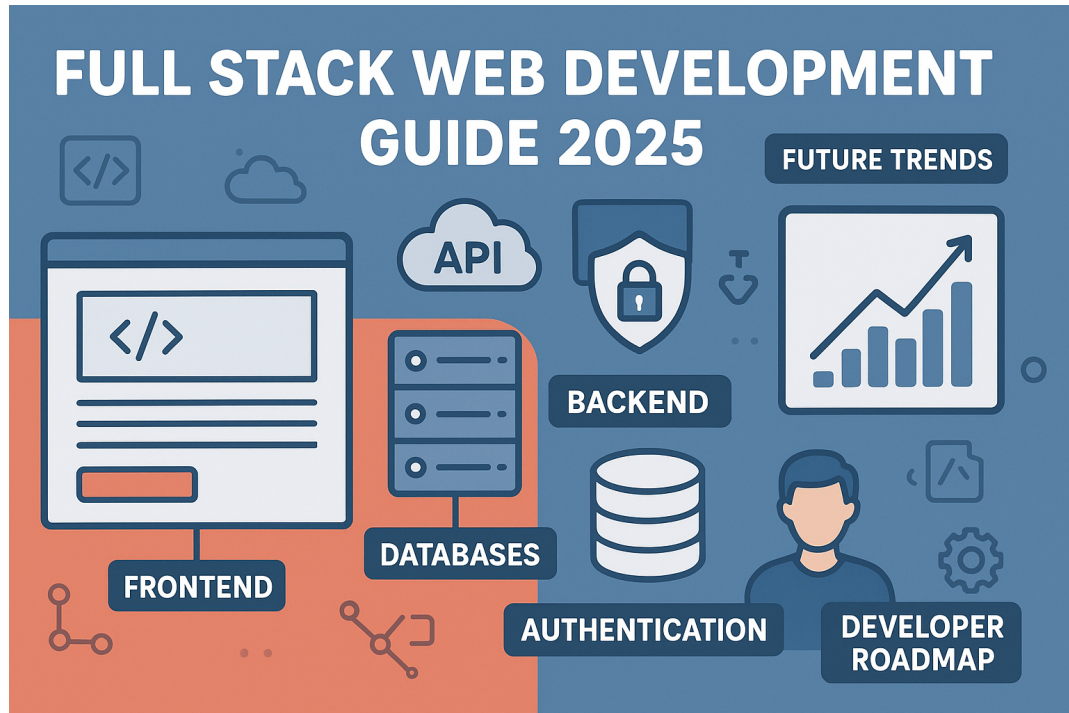 FULL STACK WEB DEVELOPMENT
GUIDE 2025
FUTURE TRENDS
API
</>
</>
BACKEND
DATABASES
FRONTEND
AUTHENTICATION
DEVELOPER
ROADMAP